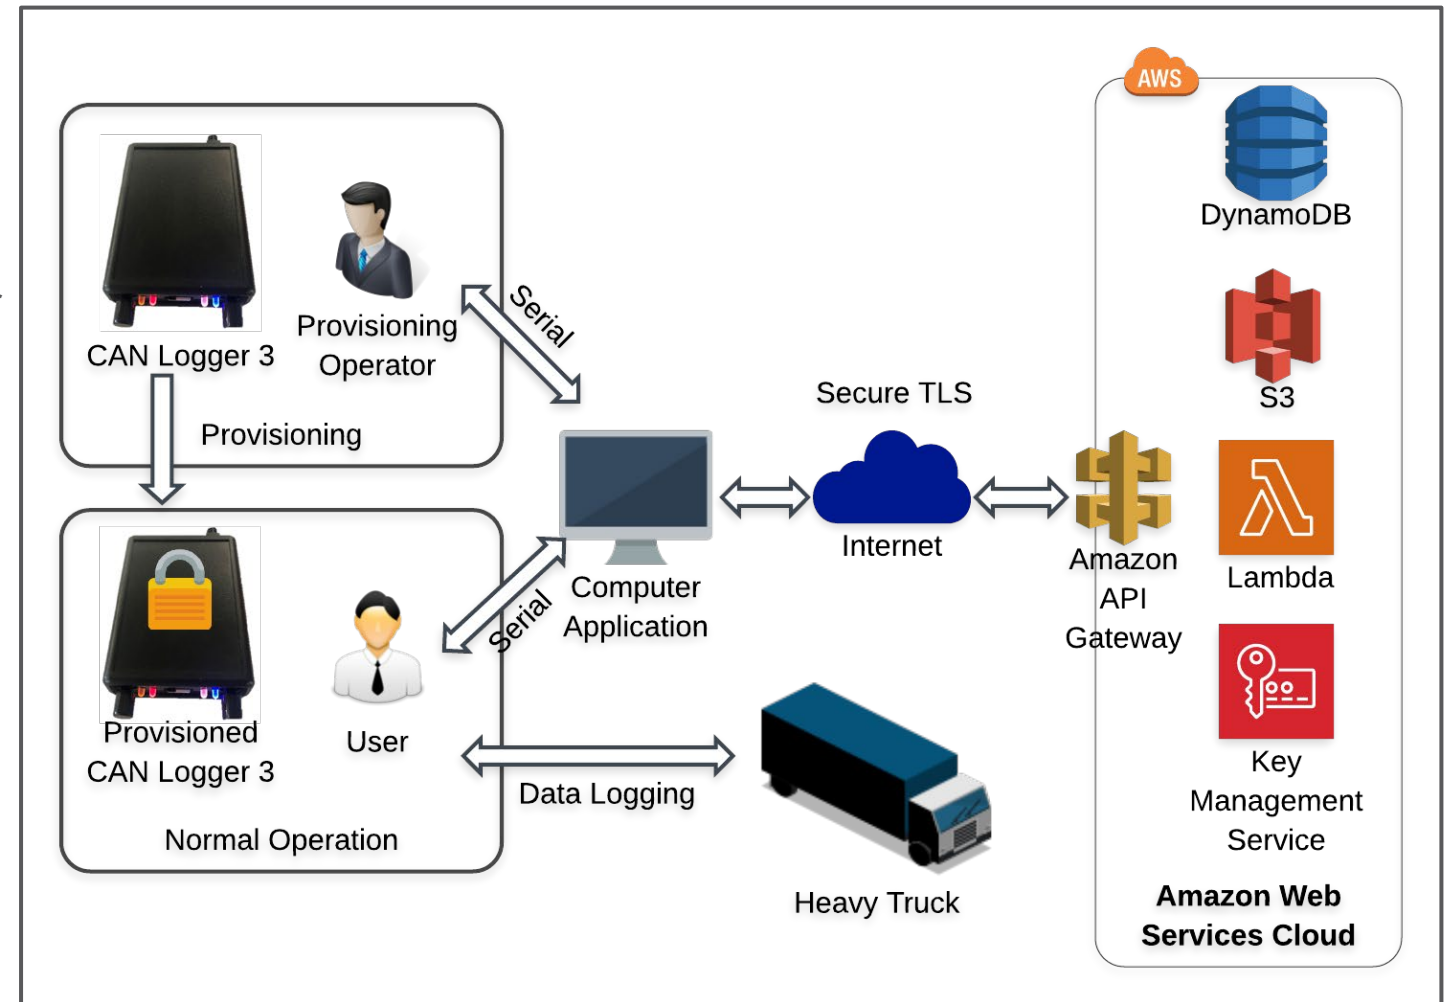 AWS
DynamoDB
S3
Lambda
Key
Management
Service
Amazon Web
Services Cloud
Amazon
API
Gateway
Secure TLS
Internet
CAN Logger 3
Provisioning
Operator
Provisioning
Serial
Computer
Application
Serial
Provisioned
CAN Logger 3
User
Normal Operation
Data Logging
Heavy Truck